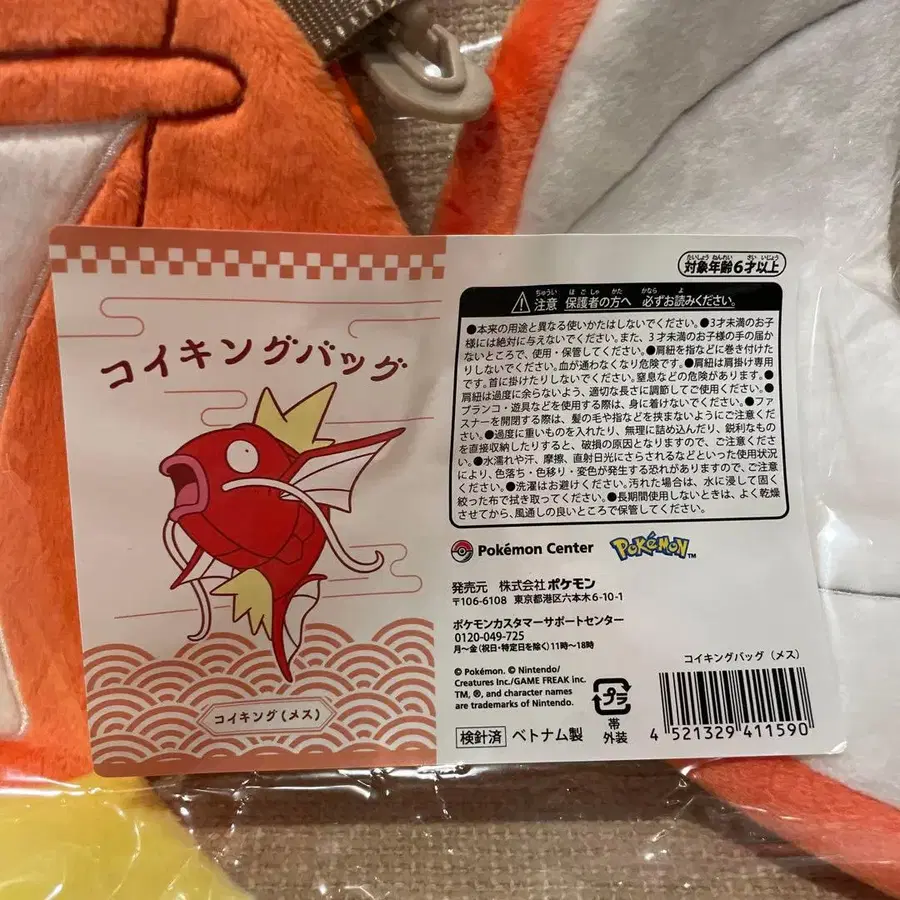 コイキングバッグ
コイキング(メス)
たいしょう ねんれい さい いじょう
対象年齢6才以上
ちゅうい ほ ご しゃ かた かなら よ
注意 保護者の方へ 必ずお読みください。
●本来の用途と異なる使いかたはしないでください。●3才未満のお子
様には絶対に与えないでください。また、3才未満のお子様の手の届か
ないところで、使用・保管してください。●肩紐を指などに巻き付けた
りしないでください。血が通わなくなり危険です。●肩紐は肩掛け専用
です。首に掛けたりしないでください。窒息などの危険があります。●
肩紐は過度に余らないよう、適切な長さに調節してご使用ください。●
ブランコ・遊具などを使用する際は、身に着けないでください。●ファ
スナーを開閉する際は、髪の毛や指などを挟まないようにご注意くださ
い。●過度に重いものを入れたり、無理に詰め込んだり、鋭利なもの
を直接収納したりすると、破損の原因となりますので、ご注意くださ
い。●水濡れや汗、摩擦、直射日光にさらされるなどといった使用状況
により、色落ち・色移り・変色が発生する恐れがありますので、ご注意
ください。●洗濯はお避けください。汚れた場合は、水に浸して固く
絞った布で拭き取ってください。●長期間使用しないときは、よく乾燥
させてから、風通しの良いところで保管してください。
Pokémon Center POKéMON™
発売元 株式会社ポケモン
〒106-6108 東京都港区六本木6-10-1
ポケモンカスタマーサポートセンター
0120-049-725
月〜金(祝日・特定日を除く)11時〜18時
© Pokémon. © Nintendo/
Creatures Inc./GAME FREAK inc.
TM, ®, and character names
are trademarks of Nintendo.
検針済 ベトナム製
プラ
帯
外装
コイキングバッグ(メス)
4 521329 411590